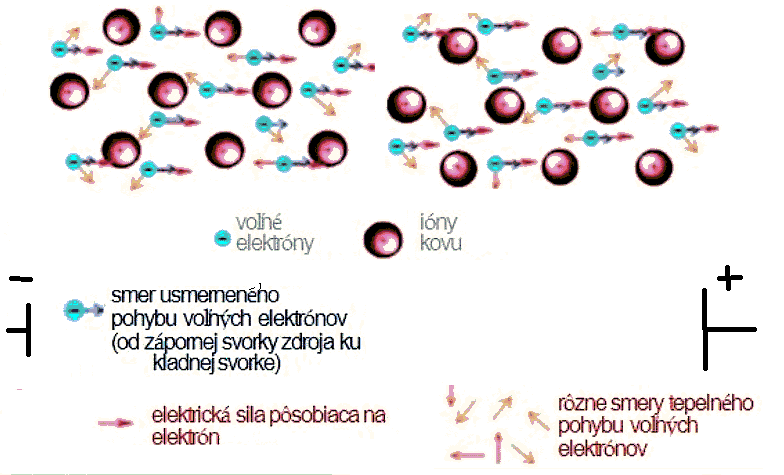 voľné
elektróny
ióny
kovu
-
+
smer usmerneného
pohybu voľných elektrónov
(od zápornej svorky zdroja ku
kladnej svorke)
elektrická sila pôsobiaca na
elektrón
rôzne smery tepelného
pohybu voľných
elektrónov